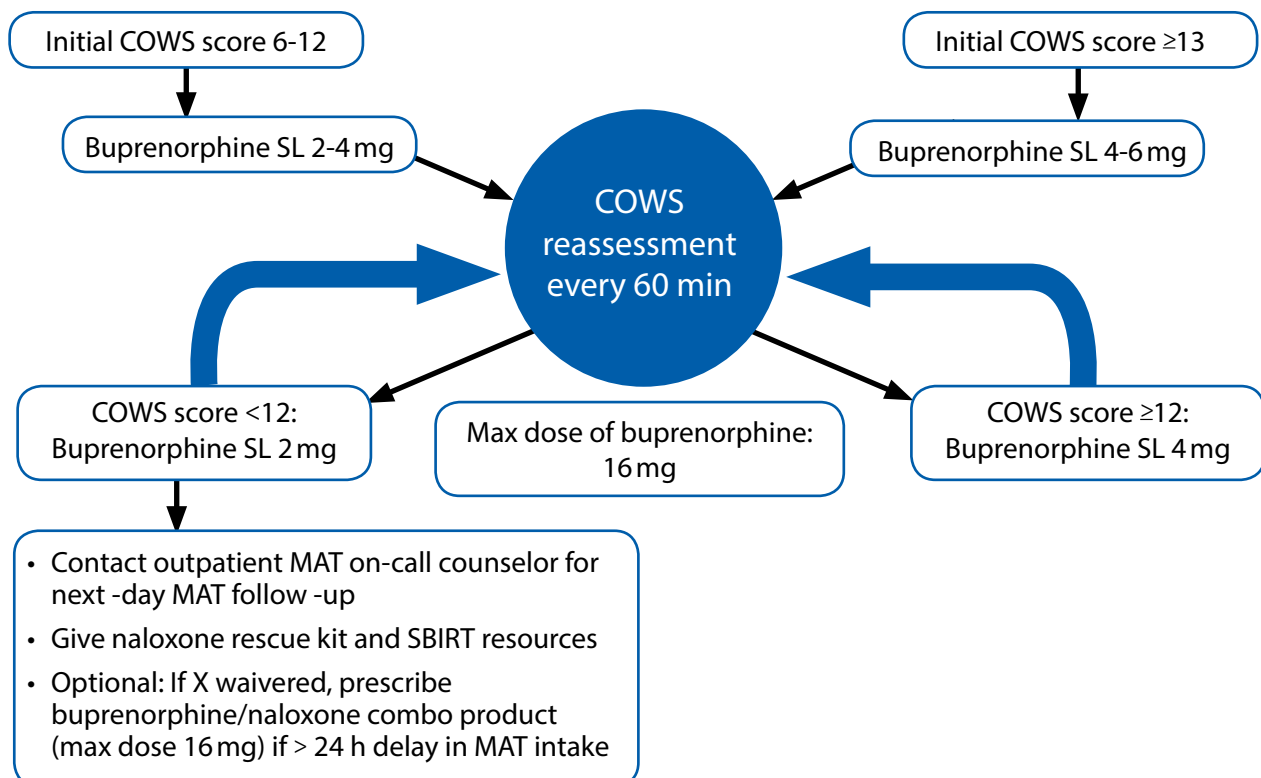 Initial COWS score 6-12
Initial COWS score ≥13
Buprenorphine SL 2-4 mg
Buprenorphine SL 4-6 mg
COWS
reassessment
every 60 min
COWS score <12:
Buprenorphine SL 2 mg
Max dose of buprenorphine:
16 mg
COWS score ≥12:
Buprenorphine SL 4 mg
• Contact outpatient MAT on-call counselor for
next -day MAT follow -up
• Give naloxone rescue kit and SBIRT resources
• Optional: If X waivered, prescribe
buprenorphine/naloxone combo product
(max dose 16 mg) if > 24 h delay in MAT intake